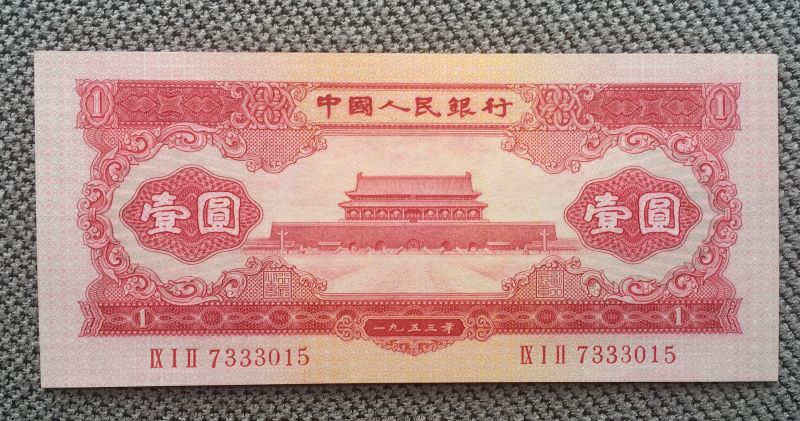 1 中國人民銀行 1
壹圓 壹圓
1 一九五三年 1
IX I II 7333015 IX I II 7333015